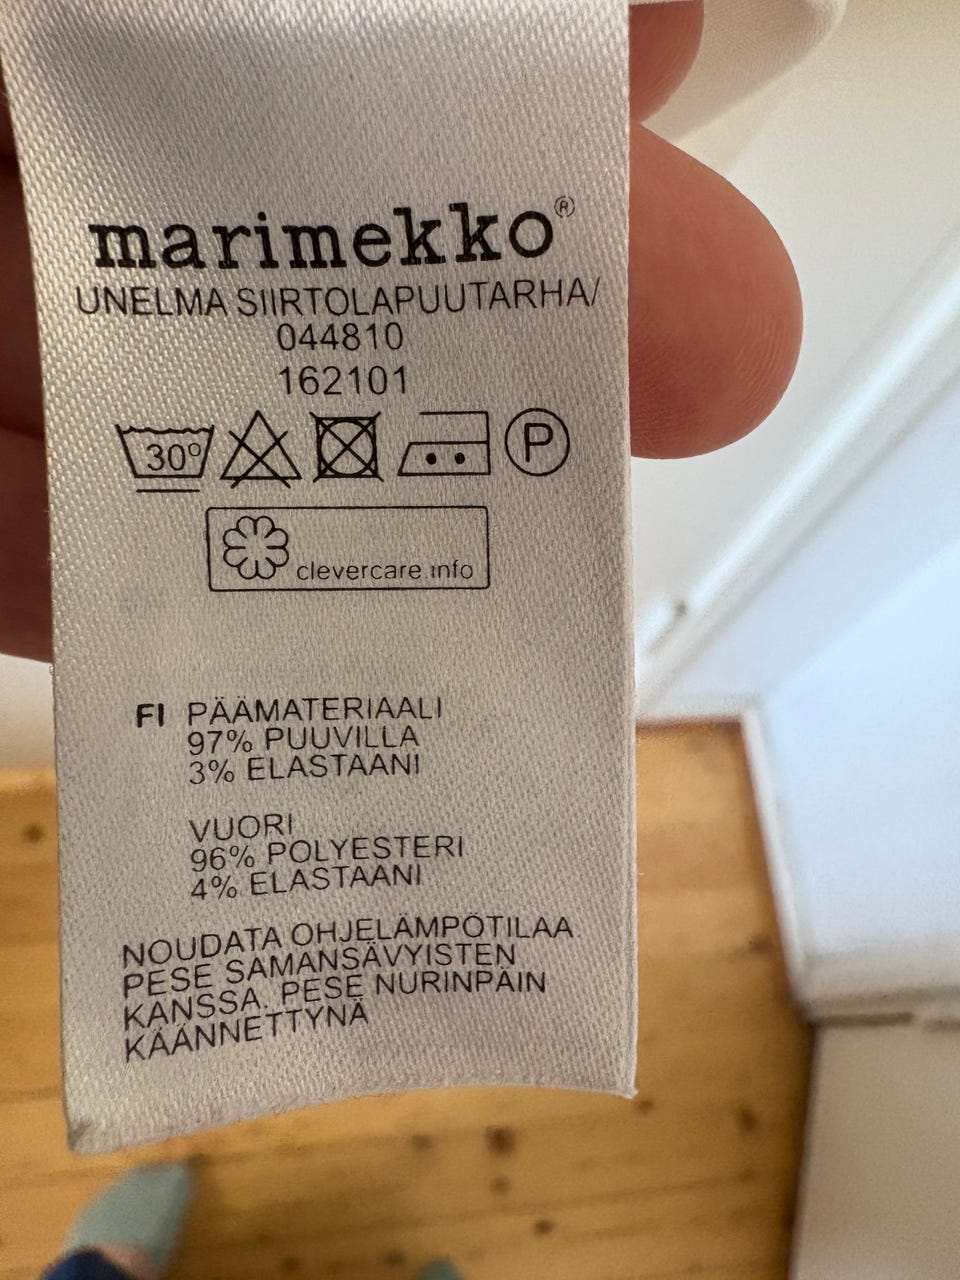 marimekko®
UNELMA SIIRTOLAPUUTARHA/
044810
162101
30° P
clevercare.info
FI PÄÄMATERIAALI
97% PUUVILLA
3% ELASTAANI
VUORI
96% POLYESTERI
4% ELASTAANI
NOUDATA OHJELÄMPÖTILAA
PESE SAMANSÄVYISTEN
KANSSA. PESE NURINPÄIN
KÄÄNNETTYNÄ